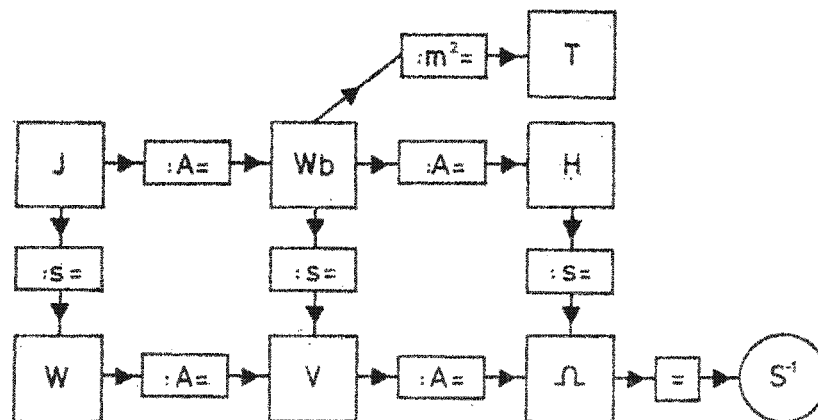 :m²= T
J :A= Wb :A= H
:s= :s= :s=
W :A= V :A= Ω = S⁻¹